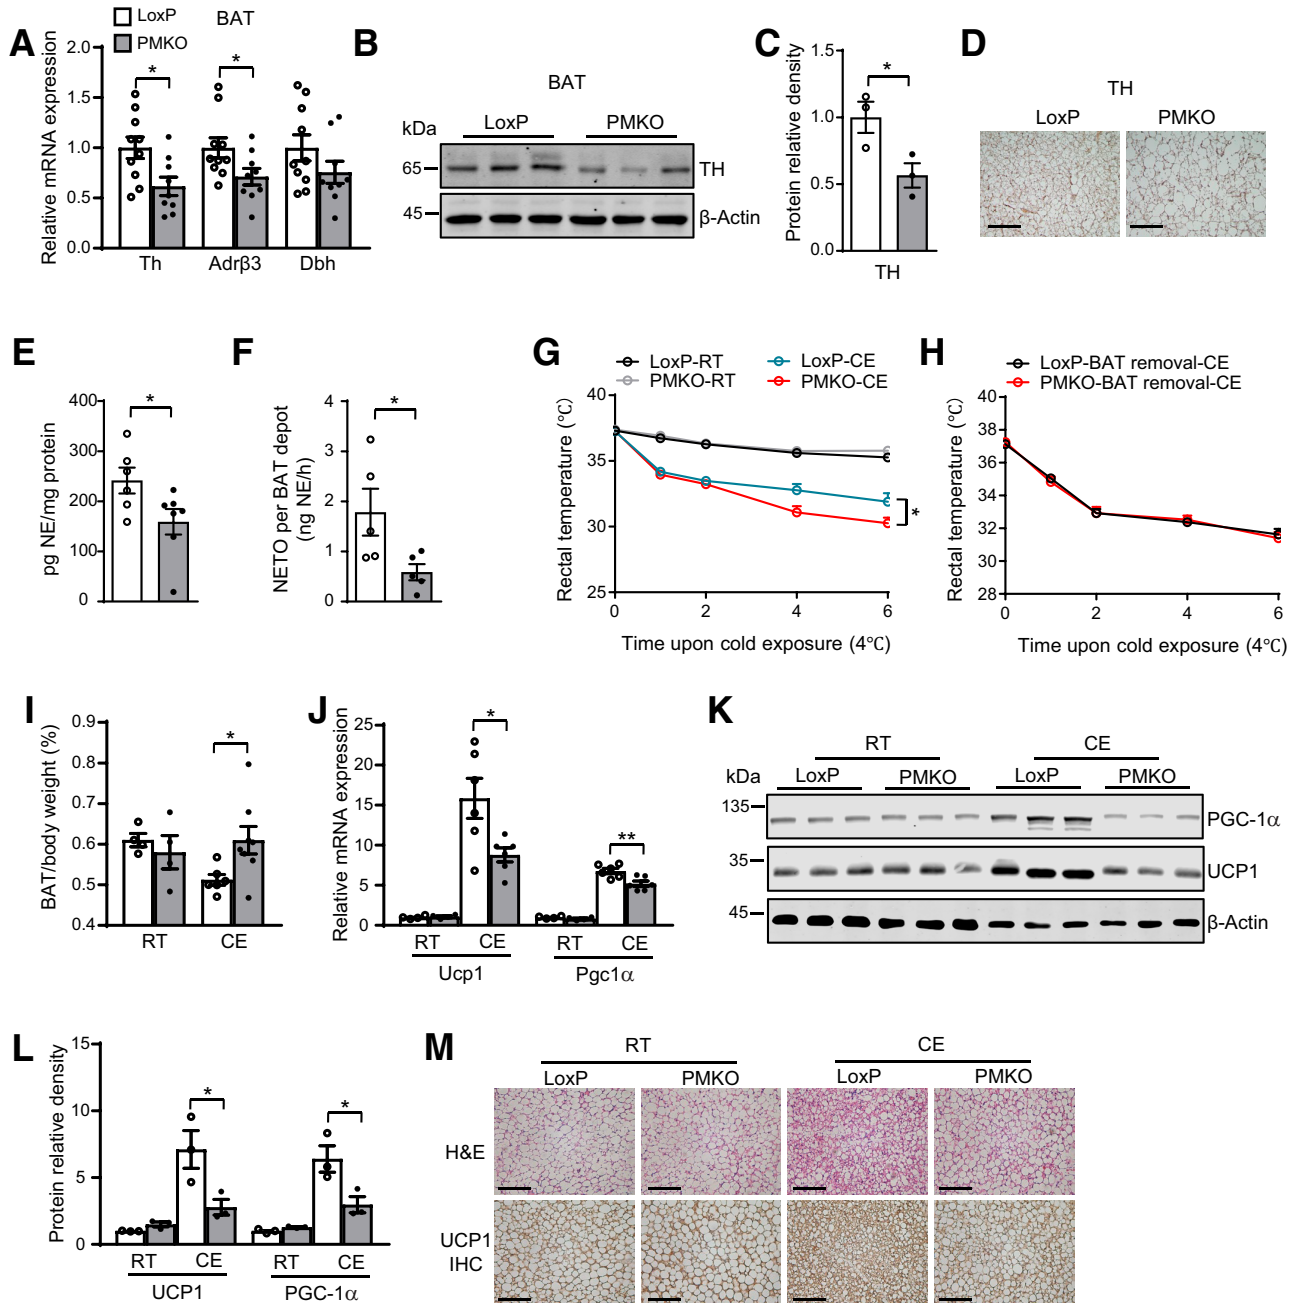 LoxP
PMKO
BAT
A
Relative mRNA expression
2.0
1.5
1.0
0.5
0.0
*
*
Th
Adrβ3
Dbh
B
BAT
kDa
LoxP
PMKO
65
TH
45
β-Actin
C
Protein relative density
1.5
1.0
0.5
0.0
*
TH
D
TH
LoxP
PMKO
E
pg NE/mg protein
400
300
200
100
0
*
F
NETO per BAT depot
(ng NE/h)
4
3
2
1
0
*
G
LoxP-RT
LoxP-CE
PMKO-RT
PMKO-CE
Rectal temperature (°C)
40
35
30
25
*
0
2
4
6
Time upon cold exposure (4°C)
H
LoxP-BAT removal-CE
PMKO-BAT removal-CE
Rectal temperature (°C)
40
38
36
34
32
30
28
0
2
4
6
Time upon cold exposure (4°C)
I
BAT/body weight (%)
0.9
0.8
0.7
0.6
0.5
0.4
*
RT
CE
J
Relative mRNA expression
25
20
15
10
5
0
*
**
RT
CE
RT
CE
Ucp1
Pgc1α
K
RT
CE
kDa
LoxP
PMKO
LoxP
PMKO
135
PGC-1α
35
UCP1
45
β-Actin
L
Protein relative density
15
10
5
0
*
*
RT
CE
RT
CE
UCP1
PGC-1α
M
RT
CE
LoxP
PMKO
LoxP
PMKO
H&E
UCP1
IHC